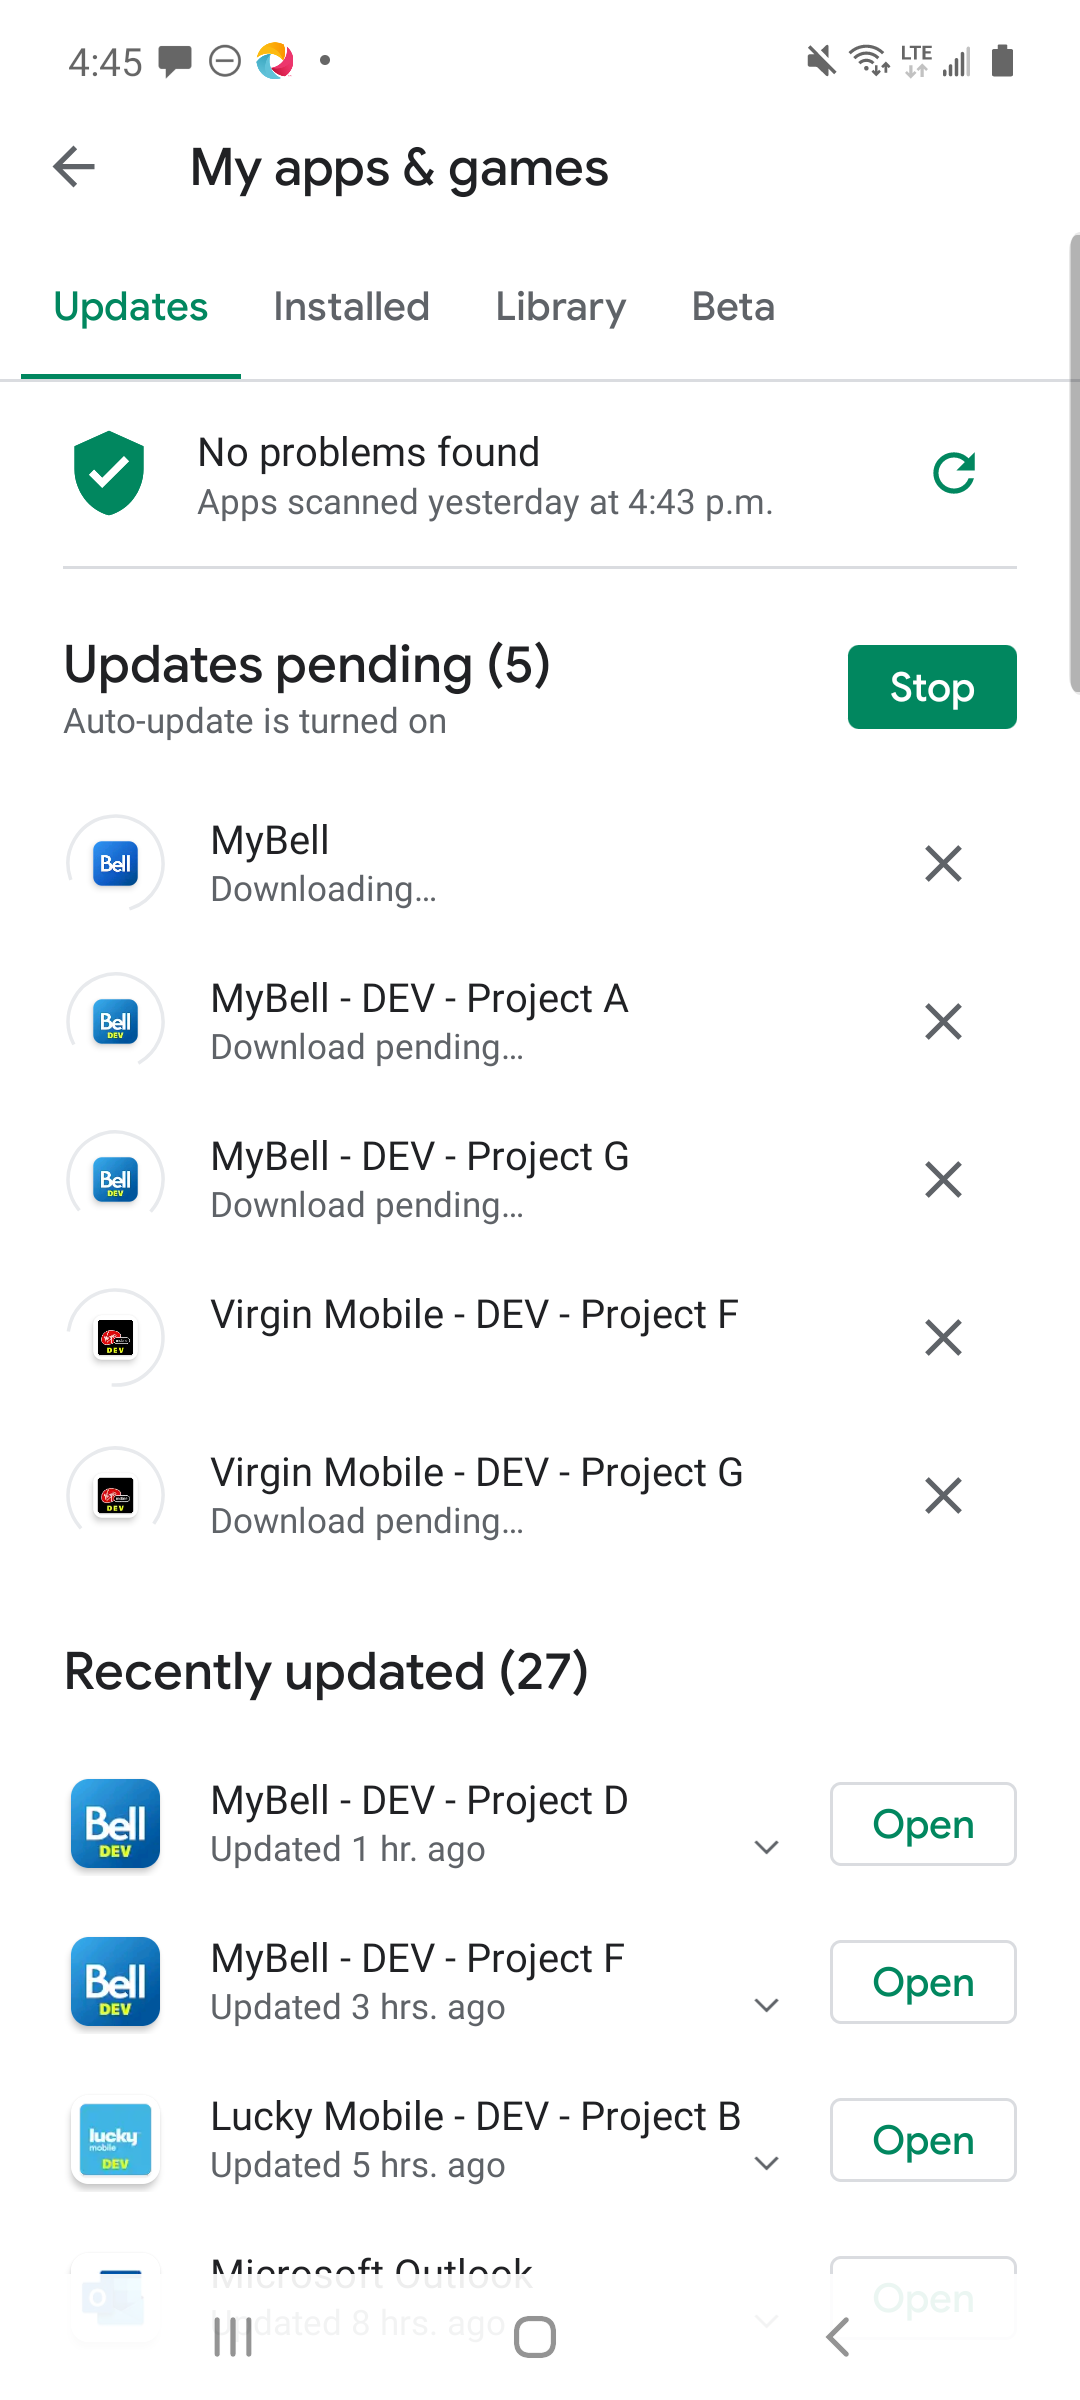 4:45
LTE
My apps & games
Updates Installed Library Beta
No problems found
Apps scanned yesterday at 4:43 p.m.
Updates pending (5)
Auto-update is turned on
Stop
Bell
MyBell
Downloading...
Bell
DEV
MyBell - DEV - Project A
Download pending...
Bell
DEV
MyBell - DEV - Project G
Download pending...
DEV
Virgin Mobile - DEV - Project F
DEV
Virgin Mobile - DEV - Project G
Download pending...
Recently updated (27)
Bell
DEV
MyBell - DEV - Project D
Updated 1 hr. ago
Open
Bell
DEV
MyBell - DEV - Project F
Updated 3 hrs. ago
Open
lucky
mobile
DEV
Lucky Mobile - DEV - Project B
Updated 5 hrs. ago
Open
O
Microsoft Outlook
Updated 8 hrs. ago
Open